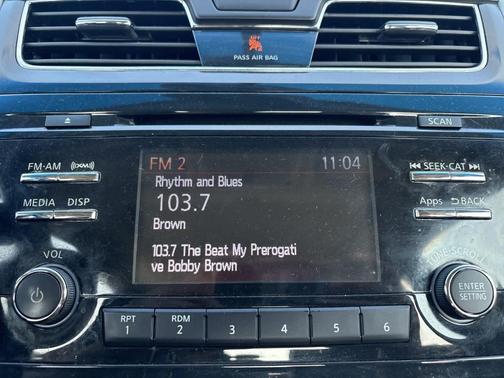 OFF
PASS AIR BAG
SCAN
FM 2 11:04
Rhythm and Blues
103.7
Brown
103.7 The Beat My Prerogati
ve Bobby Brown
FM·AM ((XM))
MEDIA DISP
VOL
SEEK·CAT
Apps BACK
TUNE·SCROLL
ENTER
SETTING
RPT
1
RDM
2
3
4
5
6